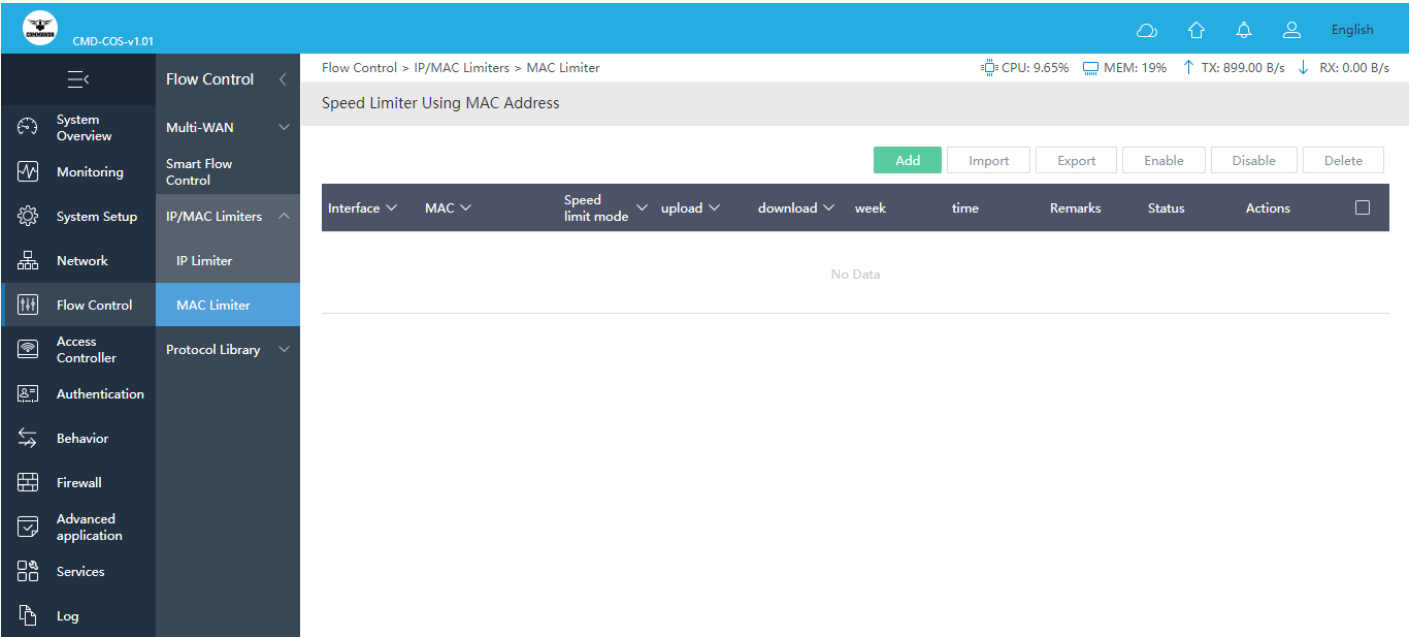 COMMANDO
CMD-COS-v1.01
English
Flow Control
Flow Control > IP/MAC Limiters > MAC Limiter
CPU: 9.65%
MEM: 19%
TX: 899.00 B/s
RX: 0.00 B/s
Speed Limiter Using MAC Address
System
Overview
Monitoring
System Setup
Network
Flow Control
Access
Controller
Authentication
Behavior
Firewall
Advanced
application
Services
Log
Multi-WAN
Smart Flow
Control
IP/MAC Limiters
IP Limiter
MAC Limiter
Protocol Library
Add Import Export Enable Disable Delete
Interface MAC Speed
limit mode upload download week time Remarks Status Actions
No Data